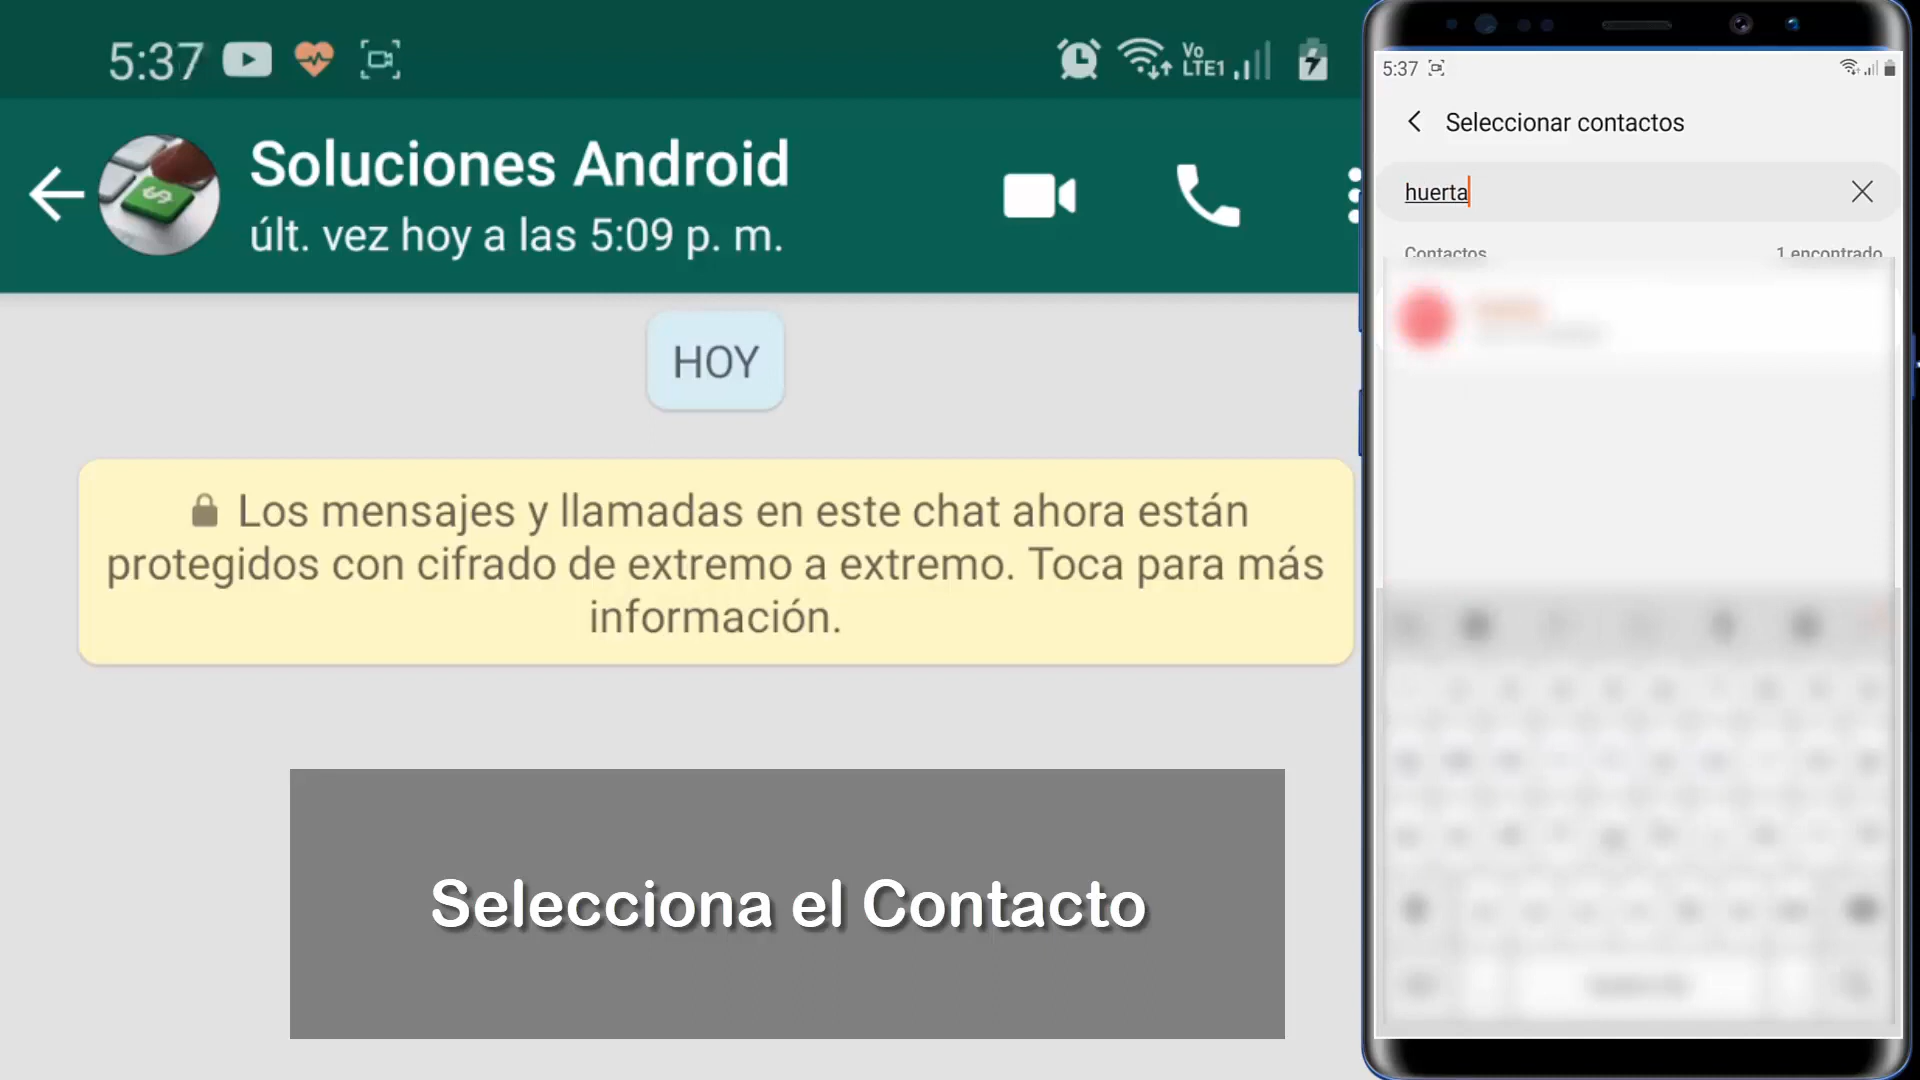 5:37
Vo
LTE1
Soluciones Android
últ. vez hoy a las 5:09 p. m.
HOY
Los mensajes y llamadas en este chat ahora están
protegidos con cifrado de extremo a extremo. Toca para más
información.
Selecciona el Contacto
5:37
Seleccionar contactos
huerta
Contactos 1 encontrado